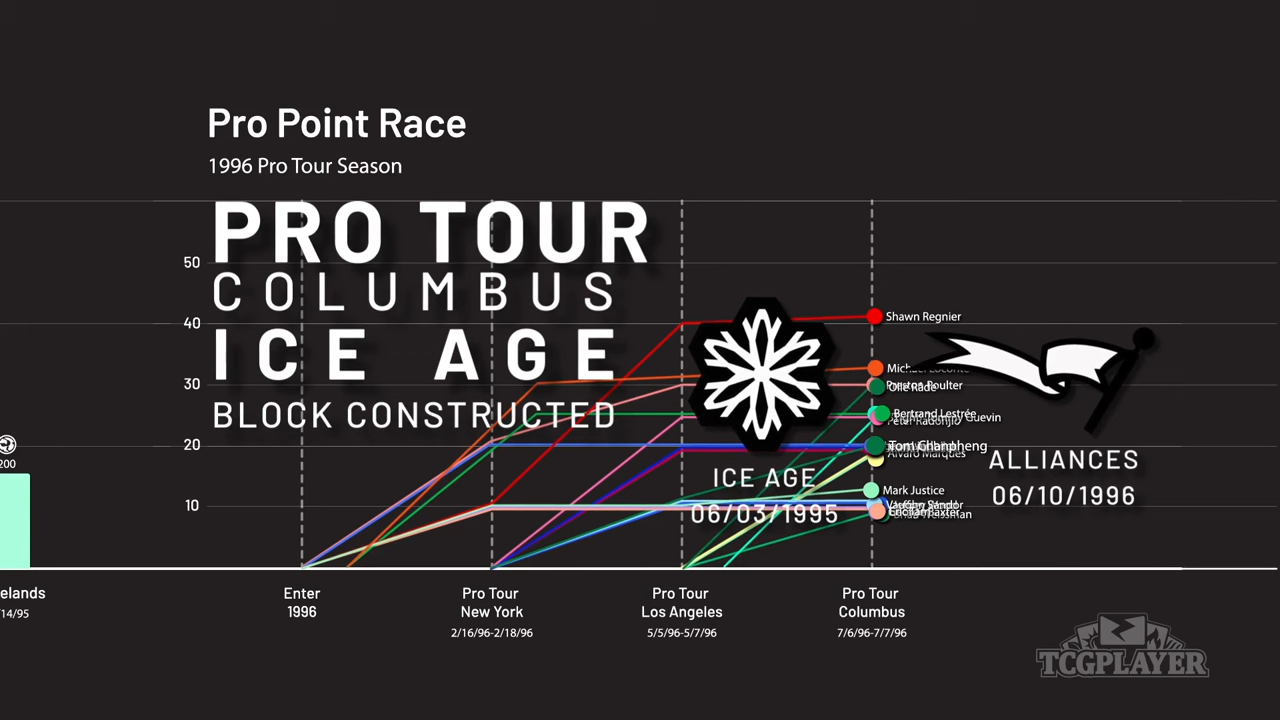 Pro Point Race
1996 Pro Tour Season
PRO TOUR
COLUMBUS
ICE AGE
BLOCK CONSTRUCTED
50
40
30
20
10
200
Shawn Regnier
Bertrand Lestrée
Guevin
Mark Justice
ICE AGE
06/03/1995
ALLIANCES
06/10/1996
elands
14/95
Enter
1996
Pro Tour
New York
2/16/96-2/18/96
Pro Tour
Los Angeles
5/5/96-5/7/96
Pro Tour
Columbus
7/6/96-7/7/96
TCGPLAYER